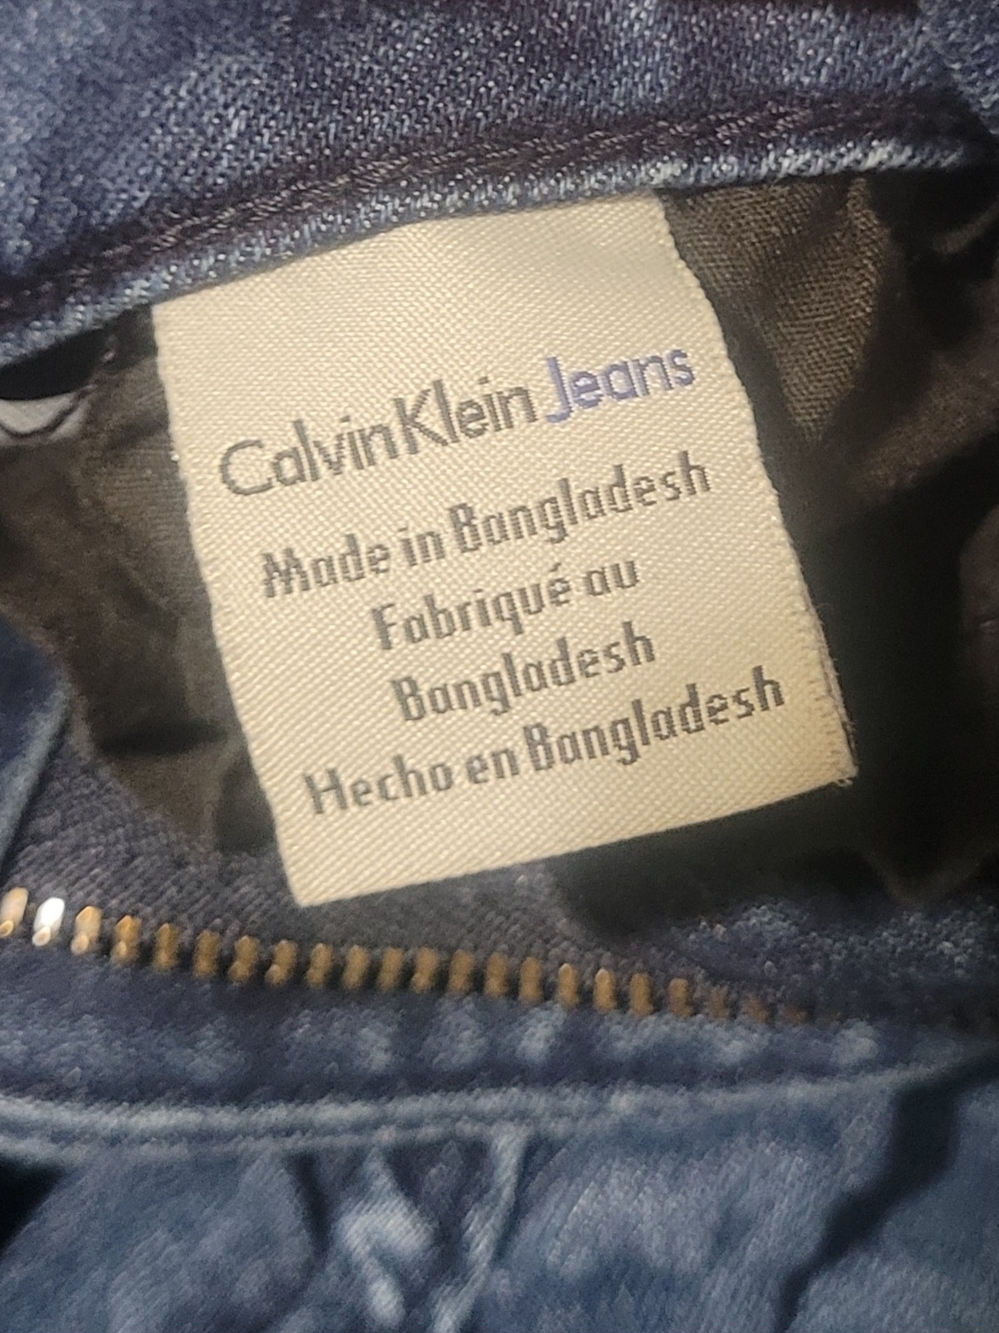 CalvinKlein Jeans
Made in Bangladesh
Fabriqué au
Bangladesh
Hecho en Bangladesh